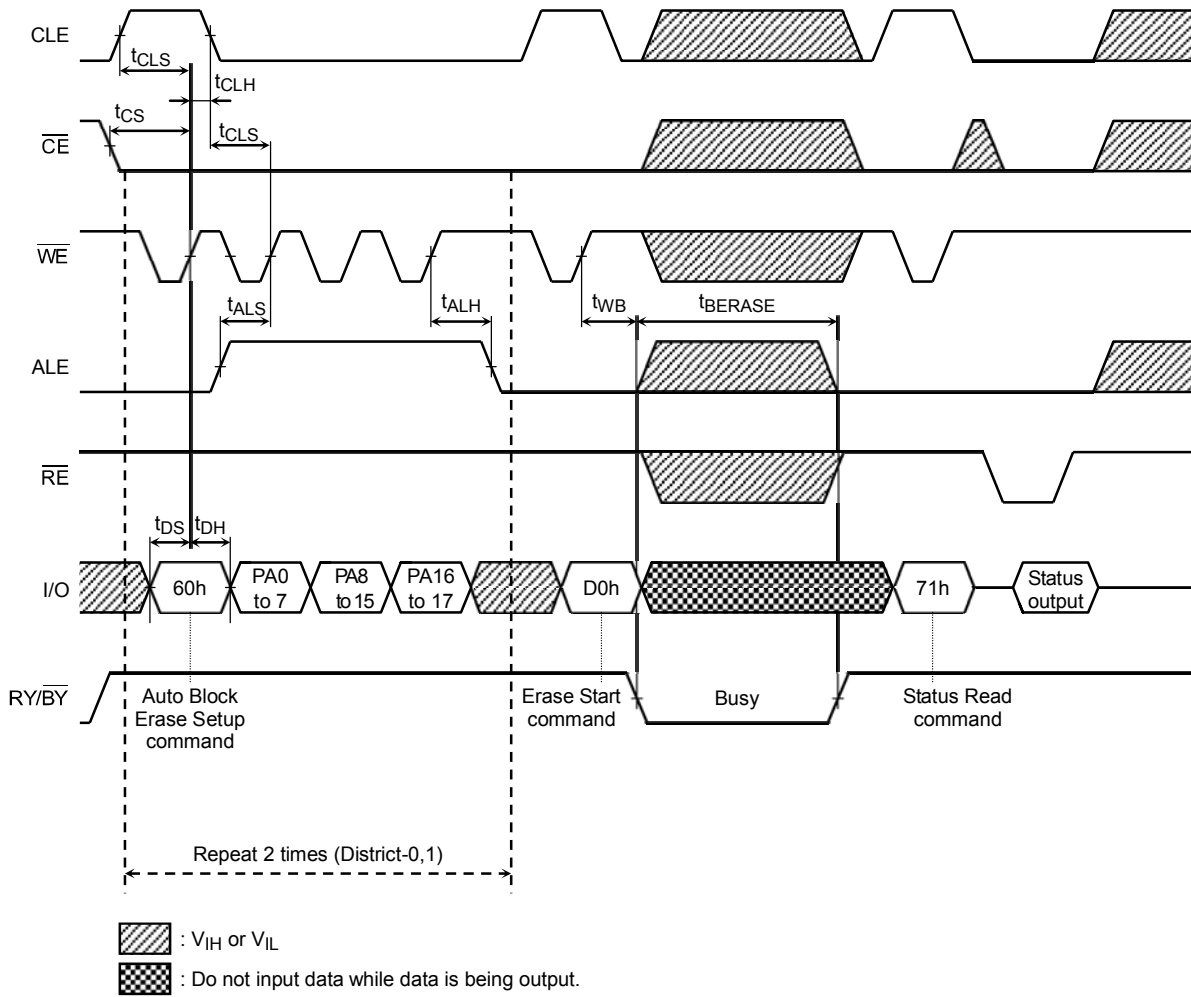 CLE
tCLS
tCLH
tCS
tCLS
CE
WE
tALS
tALH
tWB
tBERASE
ALE
RE
tDS
tDH
I/O
60h
PA0
to 7
PA8
to 15
PA16
to 17
D0h
71h
Status
output
RY/BY
Auto Block
Erase Setup
command
Erase Start
command
Busy
Status Read
command
Repeat 2 times (District-0,1)
: VIH or VIL
: Do not input data while data is being output.